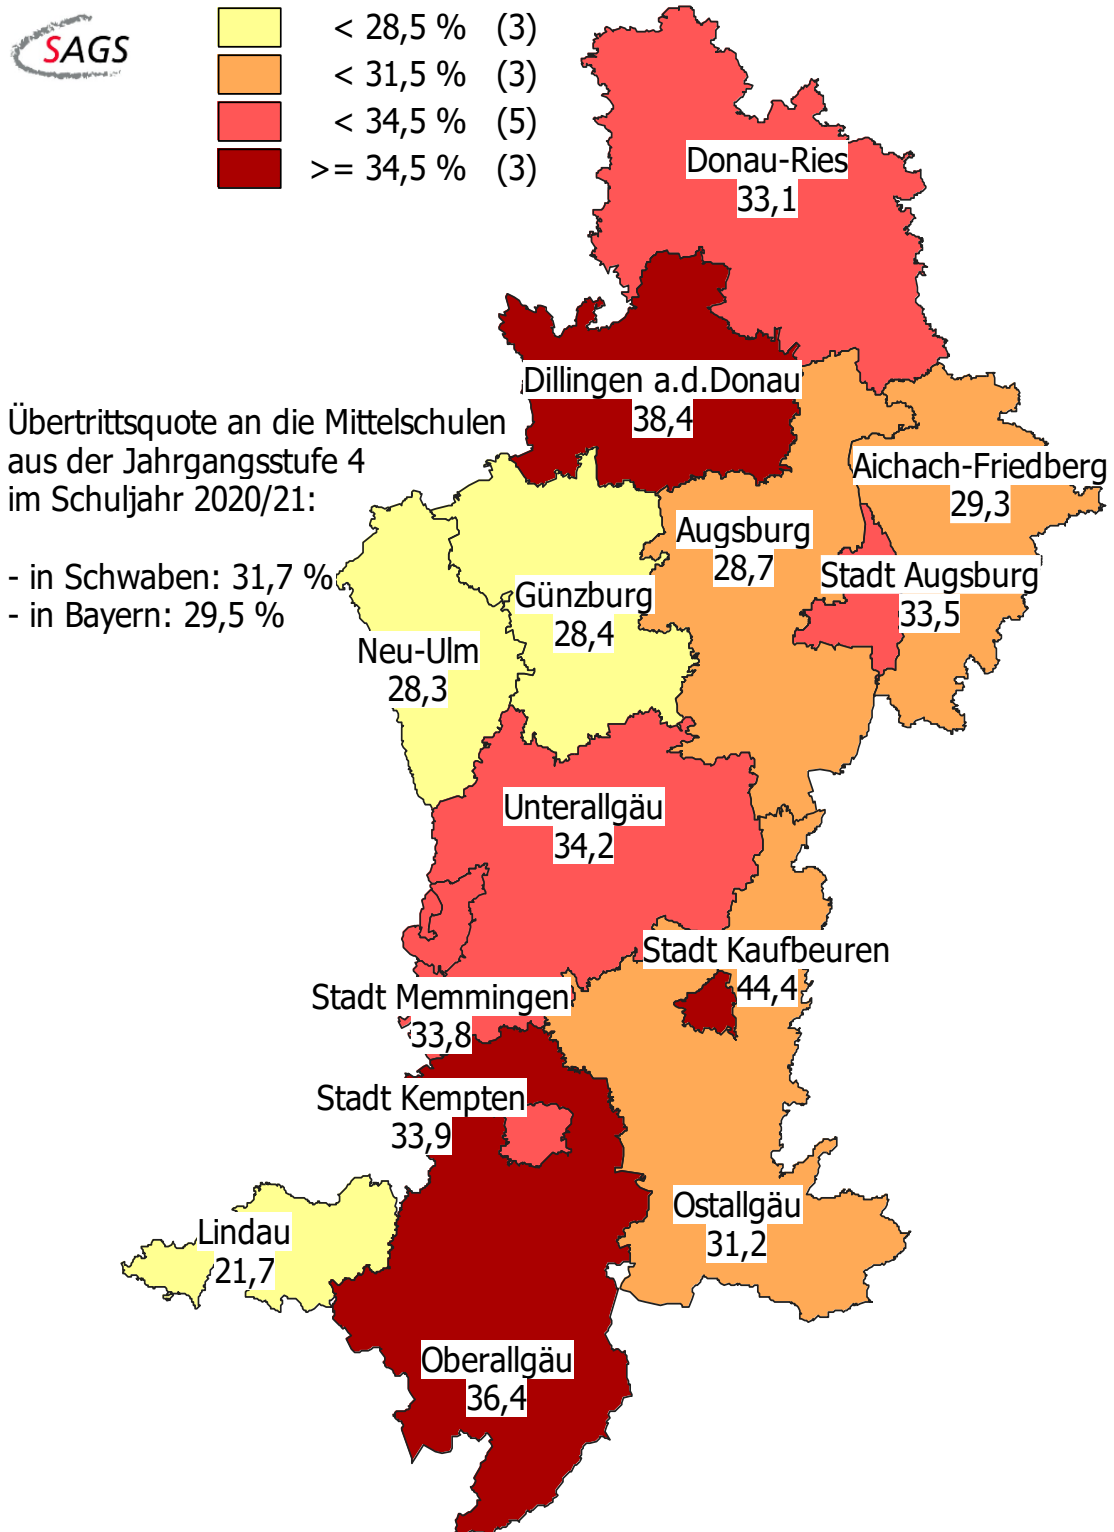 SAGS
< 28,5 % (3)
< 31,5 % (3)
< 34,5 % (5)
>= 34,5 % (3)
Donau-Ries
33,1
Dillingen a.d.Donau
38,4
Übertrittsquote an die Mittelschulen
aus der Jahrgangsstufe 4
im Schuljahr 2020/21:
- in Schwaben: 31,7 %
- in Bayern: 29,5 %
Aichach-Friedberg
29,3
Augsburg
28,7
Stadt Augsburg
33,5
Günzburg
28,4
Neu-Ulm
28,3
Unterallgäu
34,2
Stadt Kaufbeuren
44,4
Stadt Memmingen
33,8
Stadt Kempten
33,9
Ostallgäu
31,2
Lindau
21,7
Oberallgäu
36,4